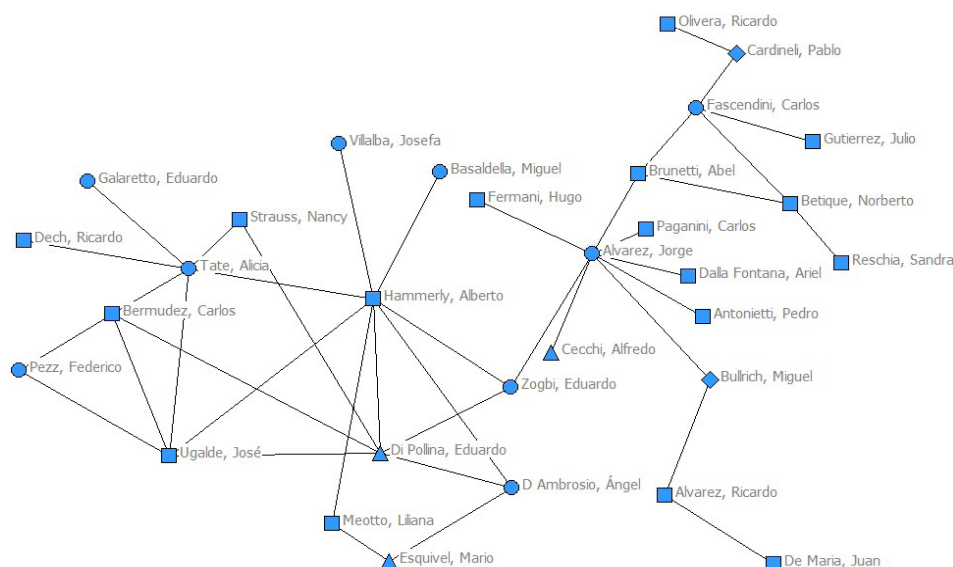 Olivera, Ricardo
Cardineli, Pablo
Fascendini, Carlos
Villalba, Josefa
Gutierrez, Julio
Basaldella, Miguel
Brunetti, Abel
Galaretto, Eduardo
Fermani, Hugo
Betique, Norberto
Strauss, Nancy
Paganini, Carlos
Dech, Ricardo
Alvarez, Jorge
Reschia, Sandra
Tate, Alicia
Dalla Fontana, Ariel
Hammerly, Alberto
Bermudez, Carlos
Antonietti, Pedro
Cecchi, Alfredo
Pezz, Federico
Zogbi, Eduardo
Bullrich, Miguel
Ugalde, José
Di Pollina, Eduardo
D Ambrosio, Ángel
Alvarez, Ricardo
Meotto, Liliana
Esquivel, Mario
De Maria, Juan